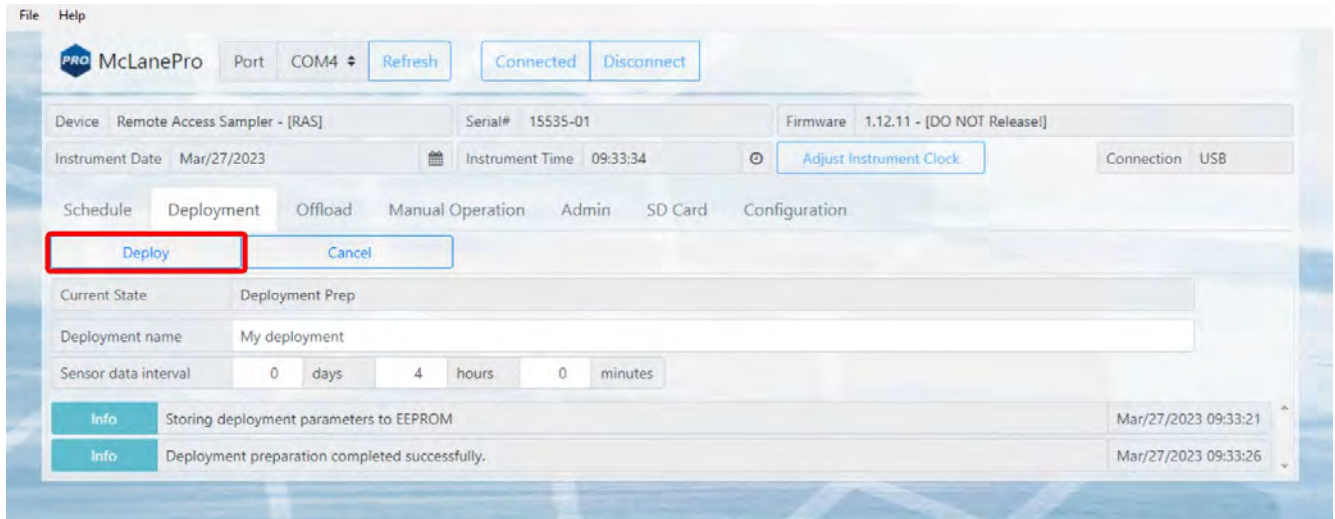 File Help
PRO McLanePro Port COM4 Refresh Connected Disconnect
Device Remote Access Sampler - [RAS] Serial# 15535-01 Firmware 1.12.11 - [DO NOT Release!]
Instrument Date Mar/27/2023 Instrument Time 09:33:34 Adjust Instrument Clock Connection USB
Schedule Deployment Offload Manual Operation Admin SD Card Configuration
Deploy Cancel
Current State Deployment Prep
Deployment name My deployment
Sensor data interval 0 days 4 hours 0 minutes
Info Storing deployment parameters to EEPROM Mar/27/2023 09:33:21
Info Deployment preparation completed successfully. Mar/27/2023 09:33:26